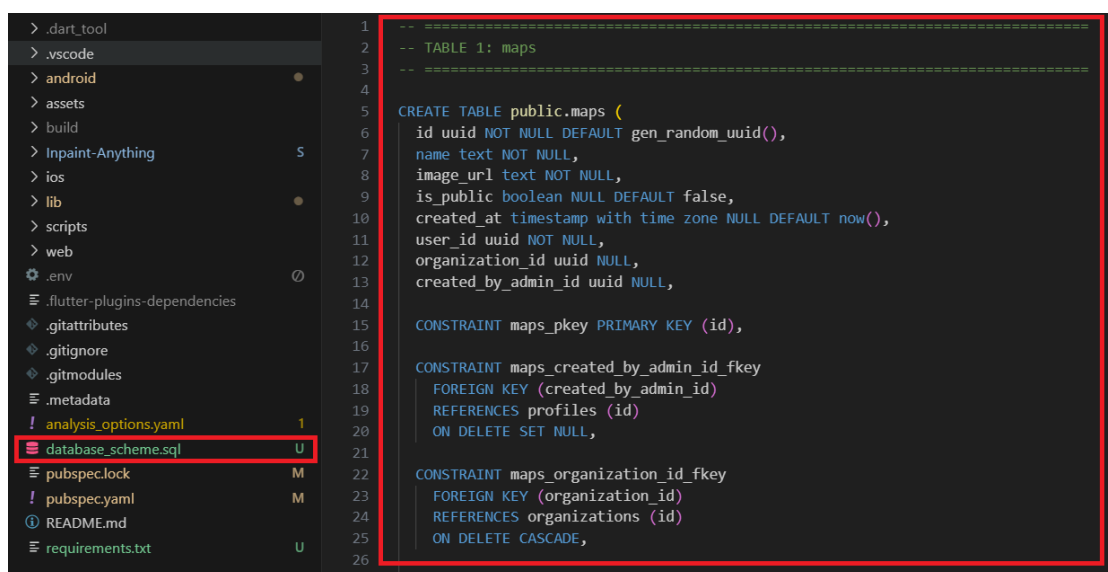 .dart_tool
.vscode
android
assets
build
Inpaint-Anything S
ios
lib
scripts
web
.env
.flutter-plugins-dependencies
.gitattributes
.gitignore
.gitmodules
.metadata
! analysis_options.yaml 1
database_scheme.sql U
pubspec.lock M
! pubspec.yaml M
README.md
requirements.txt U
1 -- =============================================================================
2 -- TABLE 1: maps
3 -- =============================================================================
4
5 CREATE TABLE public.maps (
6 id uuid NOT NULL DEFAULT gen_random_uuid(),
7 name text NOT NULL,
8 image_url text NOT NULL,
9 is_public boolean NULL DEFAULT false,
10 created_at timestamp with time zone NULL DEFAULT now(),
11 user_id uuid NOT NULL,
12 organization_id uuid NULL,
13 created_by_admin_id uuid NULL,
14
15 CONSTRAINT maps_pkey PRIMARY KEY (id),
16
17 CONSTRAINT maps_created_by_admin_id_fkey
18 FOREIGN KEY (created_by_admin_id)
19 REFERENCES profiles (id)
20 ON DELETE SET NULL,
21
22 CONSTRAINT maps_organization_id_fkey
23 FOREIGN KEY (organization_id)
24 REFERENCES organizations (id)
25 ON DELETE CASCADE,
26